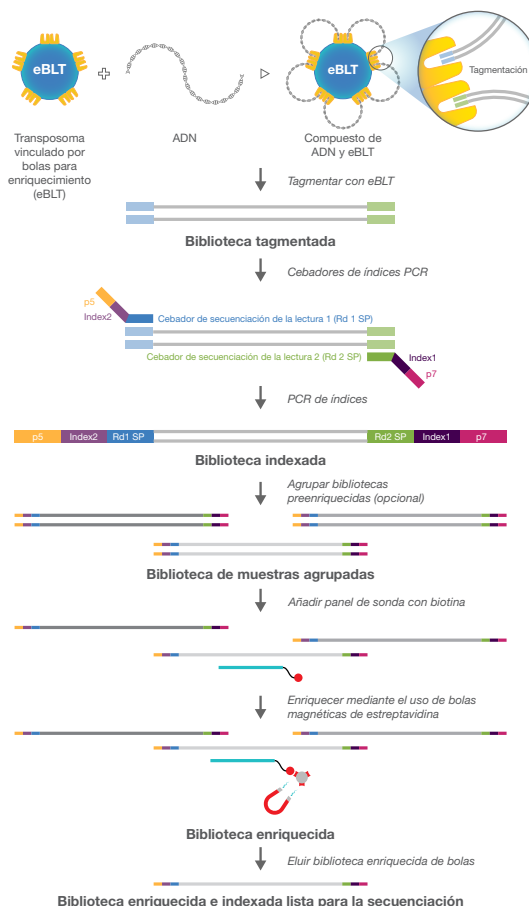 eBLT
eBLT
Tagmentación
Transposoma
vinculado por
bolas para
enriquecimiento
(eBLT)
ADN
Compuesto de
ADN y eBLT
Tagmentar con eBLT
Biblioteca tagmentada
Cebadores de índices PCR
p5
Index2
Cebador de secuenciación de la lectura 1 (Rd 1 SP)
Cebador de secuenciación de la lectura 2 (Rd 2 SP)
Index1
p7
PCR de índices
p5 Index2 Rd1 SP Rd2 SP Index1 p7
Biblioteca indexada
Agrupar bibliotecas
preenriquecidas (opcional)
Biblioteca de muestras agrupadas
Añadir panel de sonda con biotina
Enriquecer mediante el uso de bolas
magnéticas de estreptavidina
Biblioteca enriquecida
Eluir biblioteca enriquecida de bolas
Biblioteca enriquecida e indexada lista para la secuenciación